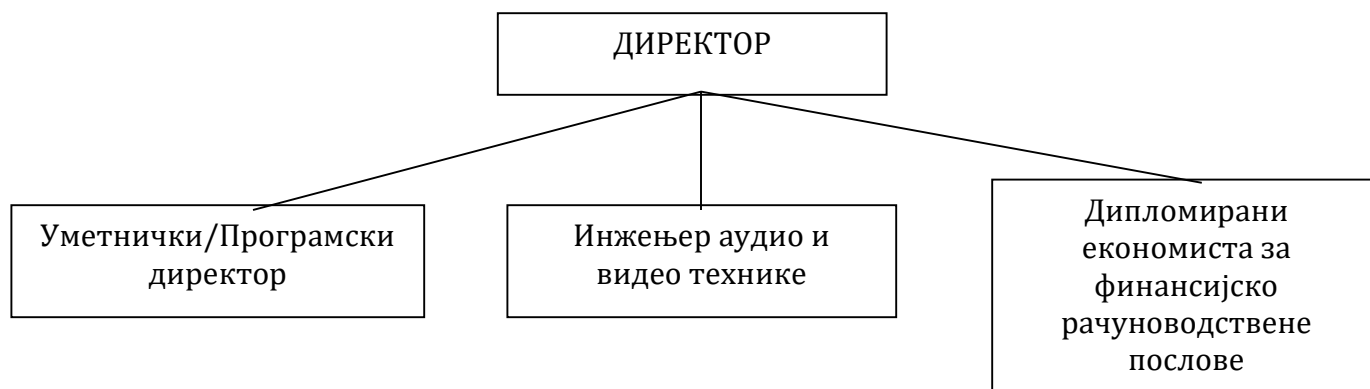 ДИРЕКТОР
Уметнички/Програмски
директор
Инжењер аудио и
видео технике
Дипломирани
економиста за
финансијско
рачуноводствене
послове